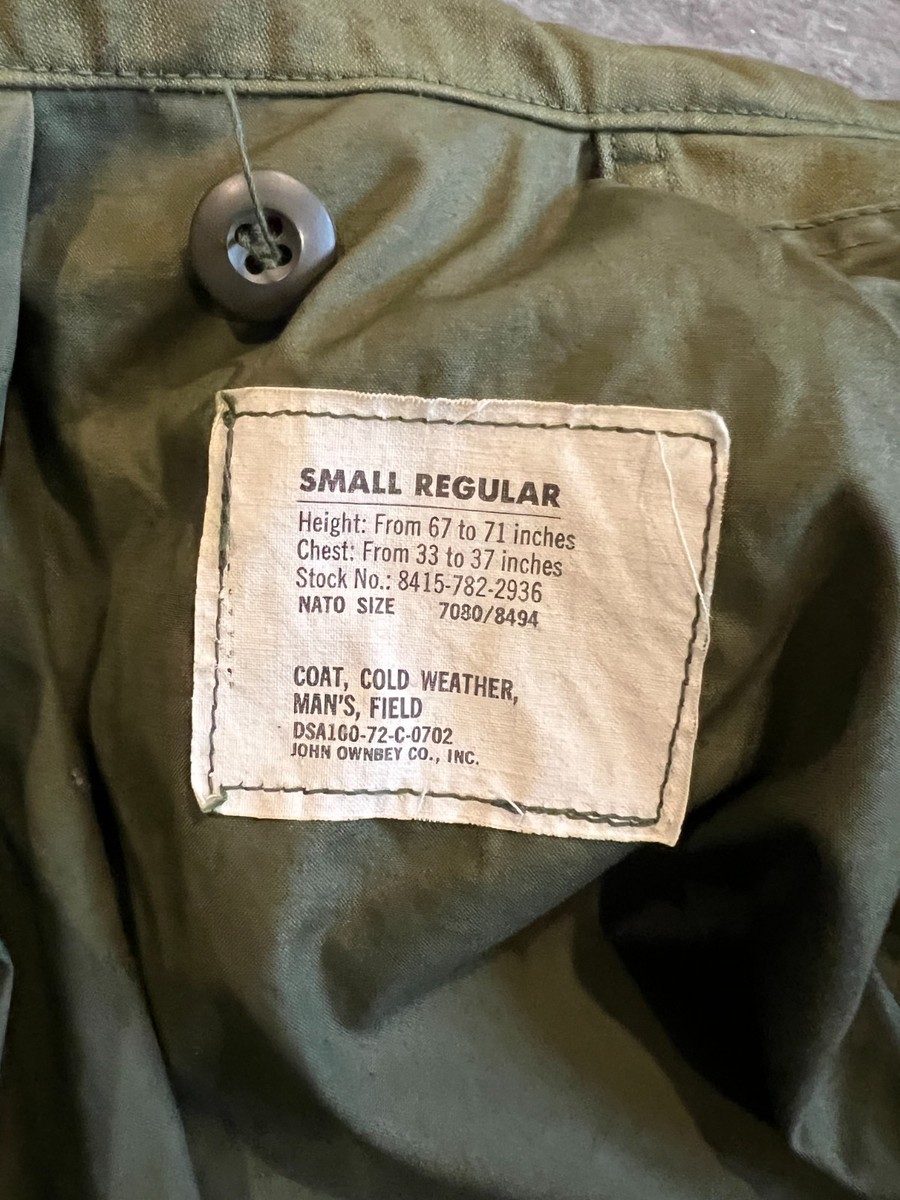 SMALL REGULAR
Height: From 67 to 71 inches
Chest: From 33 to 37 inches
Stock No.: 8415-782-2936
NATO SIZE 7080/8494
COAT, COLD WEATHER,
MAN'S, FIELD
DSA100-72-C-0702
JOHN OWNBEY CO., INC.